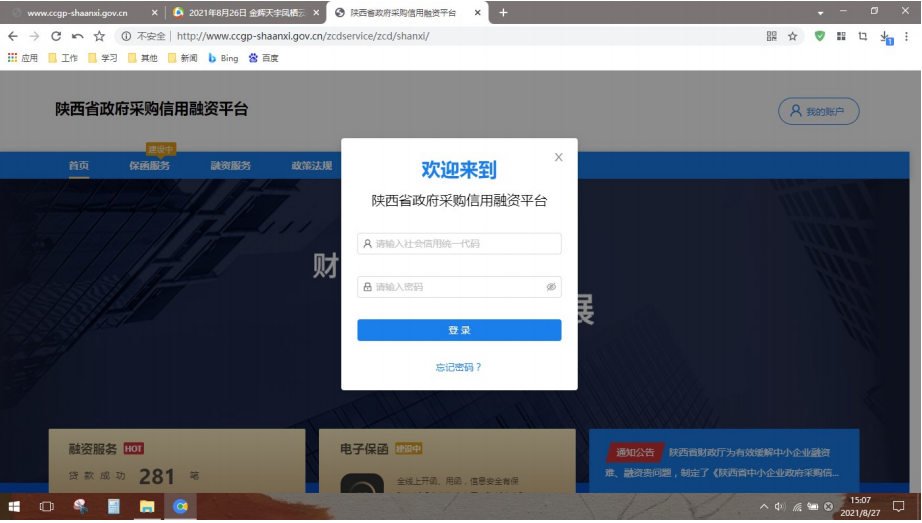 www.ccgp-shaanxi.gov.cn
2021年8月26日 金辉天宇凤栖云
陕西省政府采购信用融资平台
不安全 | http://www.ccgp-shaanxi.gov.cn/zcdservice/zcd/shanxi/
应用 工作 学习 其他 新闻 Bing 百度
陕西省政府采购信用融资平台
我的账户
建设中
首页 保函服务 融资服务 政策法规
欢迎来到
陕西省政府采购信用融资平台
请输入社会信用统一代码
财
请输入密码
展
登 录
忘记密码？
融资服务 HOT
电子保函 建设中
通知公告 陕西省财政厅为有效缓解中小企业融资
难、融资贵问题，制定了《陕西省中小企业政府采购信...
贷款成功 281 笔
全线上开函、用函，信息安全有保
15:07
2021/8/27